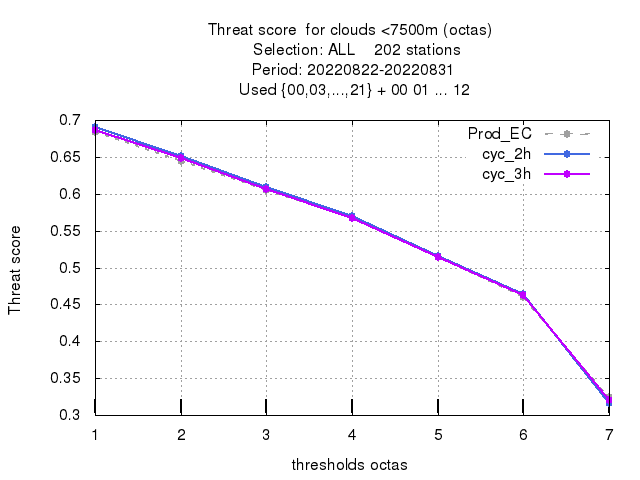 Threat score  for clouds <7500m (octas)
Selection: ALL    202 stations
Period: 20220822-20220831
Used {00,03,...,21} + 00 01 ... 12
0.7
0.65
0.6
0.55
0.5
0.45
0.4
0.35
0.3
Threat score
Prod_EC
cyc_2h
cyc_3h
1 2 3 4 5 6 7
thresholds octas